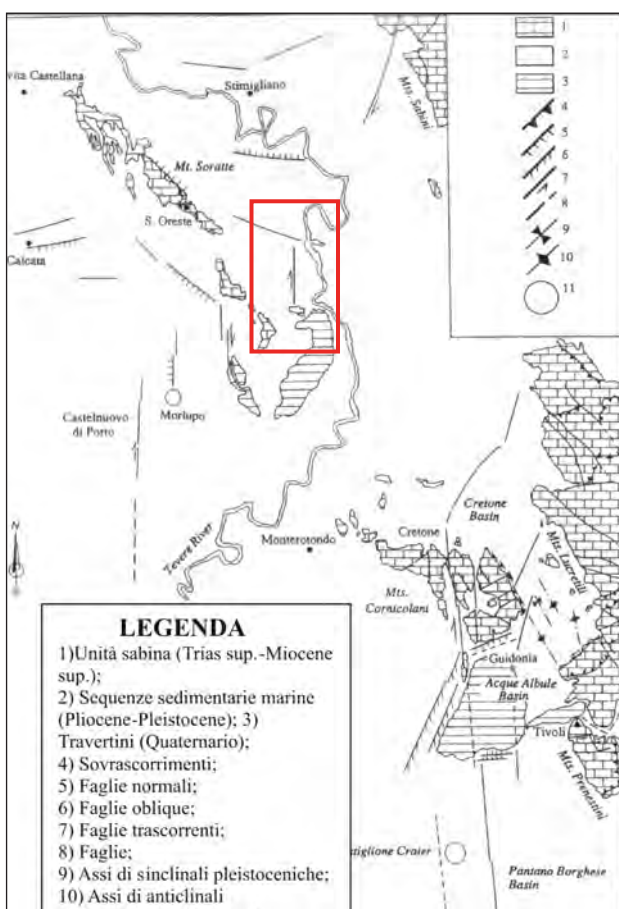 vita Castellana
Stimigliano
Mts. Sabini
Mt. Soratte
S. Oreste
Calcata
1
2
3
4
5
6
7
8
9
10
11
Castelnuovo
di Porto
Morlupo
N
Tevere River
Monterotondo
Cretone
Cretone
Basin
Mts. Lucretili
Mts.
Cornicolani
Guidonia
Acque Albule
Basin
Tivoli
Mts. Prenestini
stiglione Craier
Pantano Borghese
Basin
LEGENDA
1)Unità sabina (Trias sup.-Miocene
sup.);
2) Sequenze sedimentarie marine
(Pliocene-Pleistocene); 3)
Travertini (Quaternario);
4) Sovrascorrimenti;
5) Faglie normali;
6) Faglie oblique;
7) Faglie trascorrenti;
8) Faglie;
9) Assi di sinclinali pleistoceniche;
10) Assi di anticlinali